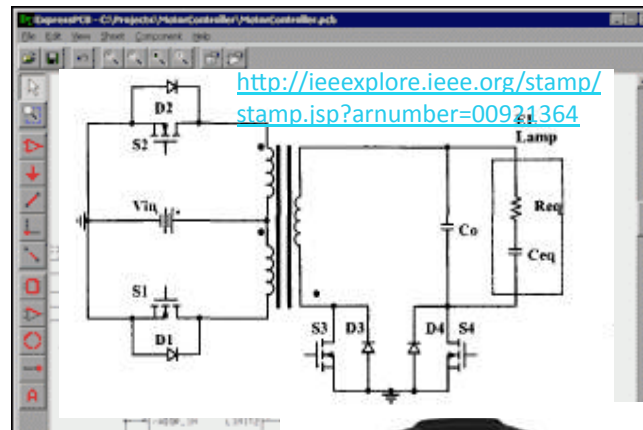 ExpressPCB - C:/Projects/MotorController/MotorController.pcb
File Edit View Sheet Component Help
http://ieeexplore.ieee.org/stamp/
stamp.jsp?arnumber=00921364
D2
S2
Lamp
Vin
Req
Co
Ceq
S1
D1
S3 D3 D4 S4
A